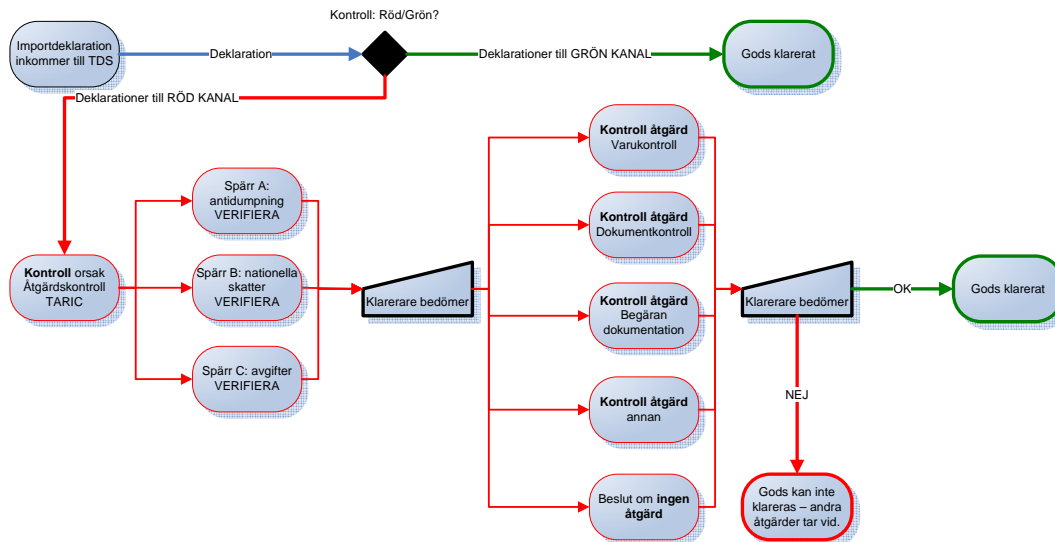 Kontroll: Röd/Grön?
Importdeklaration
inkommer till TDS
Deklaration
Deklarationer till GRÖN KANAL
Gods klarerat
Deklarationer till RÖD KANAL
Kontroll orsak
Åtgärdskontroll
TARIC
Spärr A:
antidumpning
VERIFIERA
Spärr B: nationella
skatter
VERIFIERA
Spärr C: avgifter
VERIFIERA
Klarerare bedömer
Kontroll åtgärd
Varukontroll
Kontroll åtgärd
Dokumentkontroll
Kontroll åtgärd
Begäran
dokumentation
Kontroll åtgärd
annan
Beslut om ingen
åtgärd
Klarerare bedömer
OK
Gods klarerat
NEJ
Gods kan inte
klareras – andra
åtgärder tar vid.